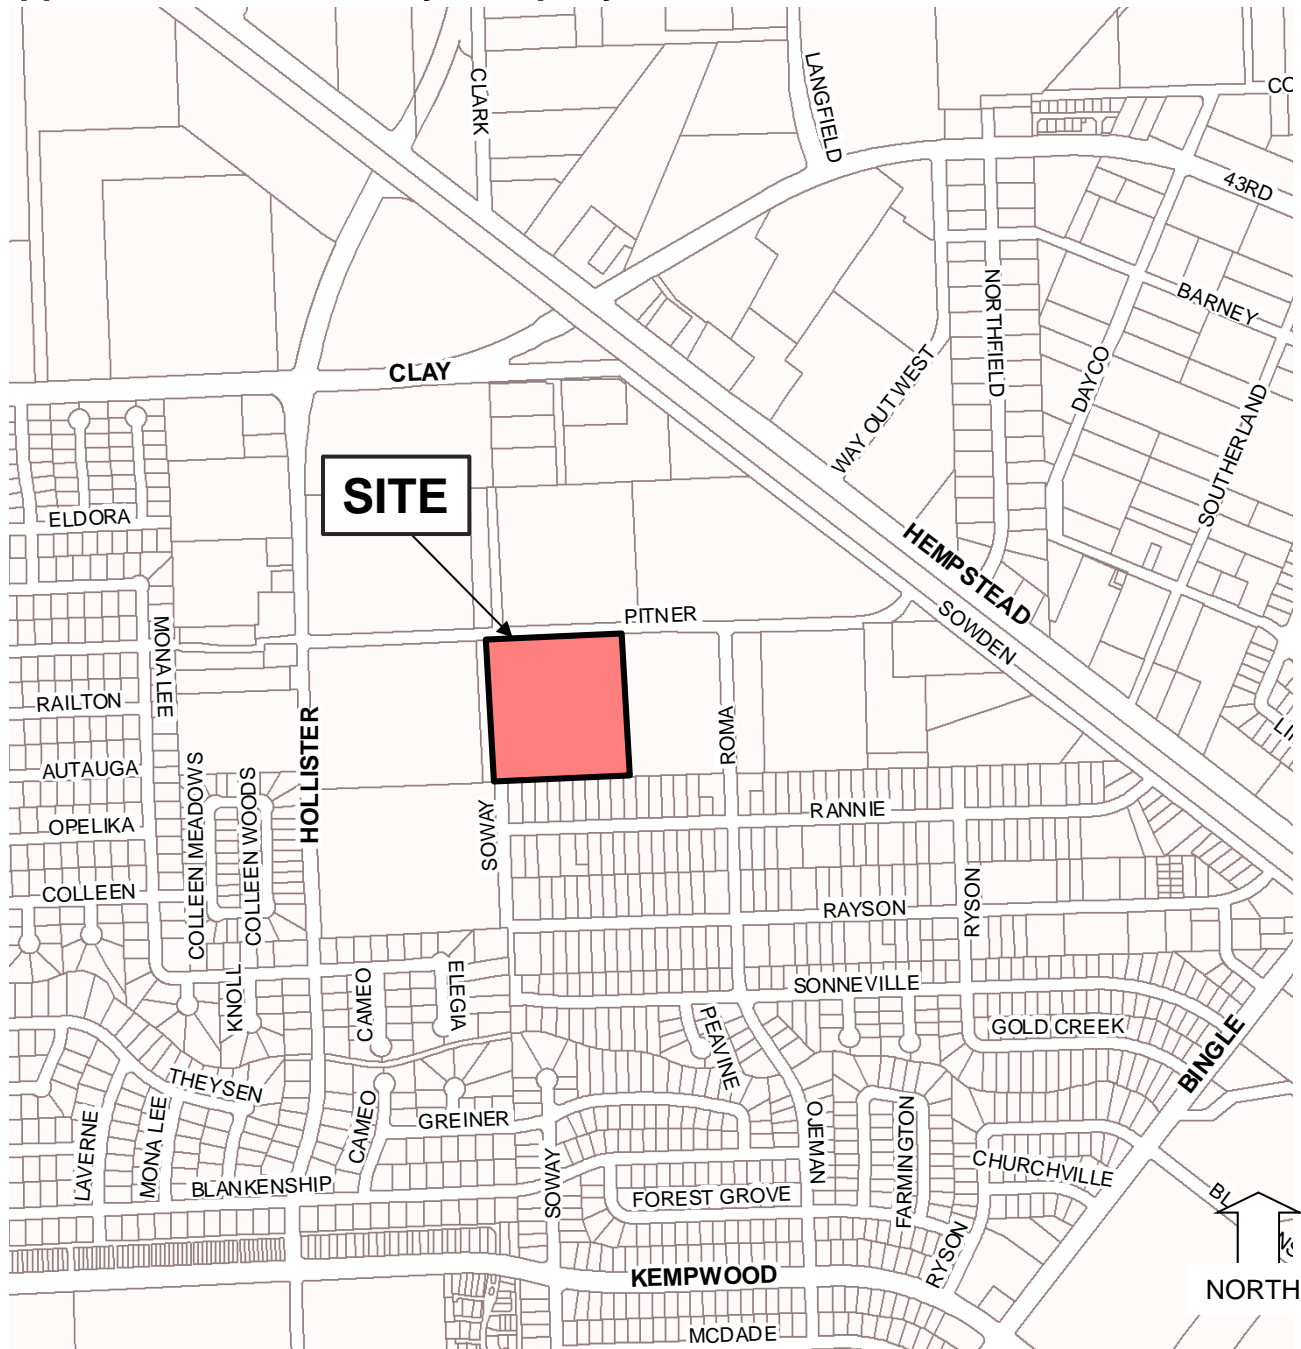 CLARK
LANGFIELD
CO
43RD
BARNEY
NORTHFIELD
CLAY
WAY OUT WEST
DAYCO
SOUTHERLAND
SITE
ELDORA
HEMPSTEAD
SOWDEN
PITNER
MONA LEE
RAILTON
HOLLISTER
ROMA
AUTAUGA
COLLEEN MEADOWS
COLLEEN WOODS
OPELIKA
SOWAY
RANNIE
COLLEEN
RAYSON
RYSON
KNOLL
CAMEO
ELEGIA
SONNEVILLE
PEAVINE
GOLD CREEK
BINGLE
THEYSEN
LAVERNE
MONA LEE
CAMEO
GREINER
OJEMAN
FARMINGTON
CHURCHVILLE
BLANKENSHIP
SOWAY
FOREST GROVE
RYSON
KEMPWOOD
NORTH
MCDADE